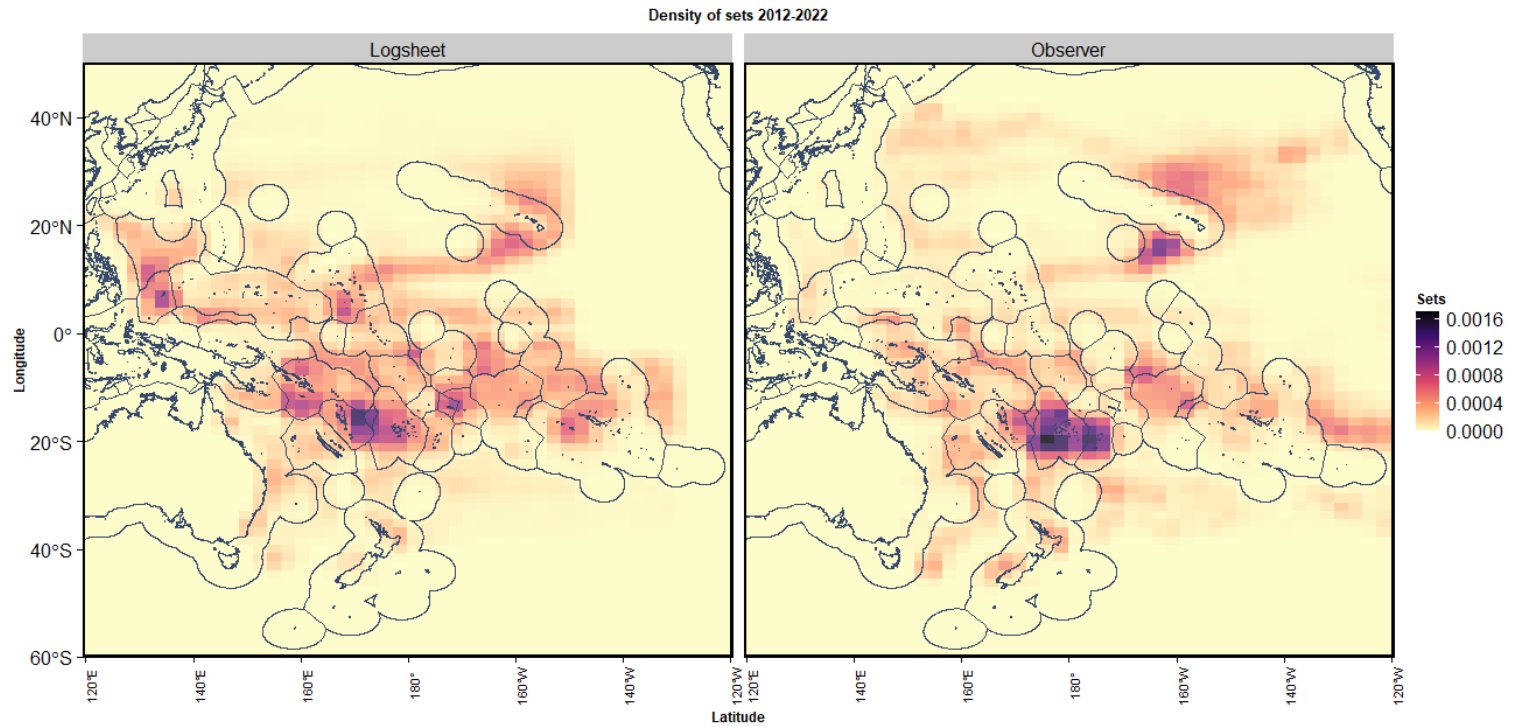 Density of sets 2012-2022
Logsheet
Observer
40°N
20°N
0°
20°S
40°S
60°S
Longitude
120°E
140°E
160°E
180°
160°W
140°W
120°W
120°E
140°E
160°E
180°
160°W
140°W
120°W
Latitude
Sets
0.0016
0.0012
0.0008
0.0004
0.0000